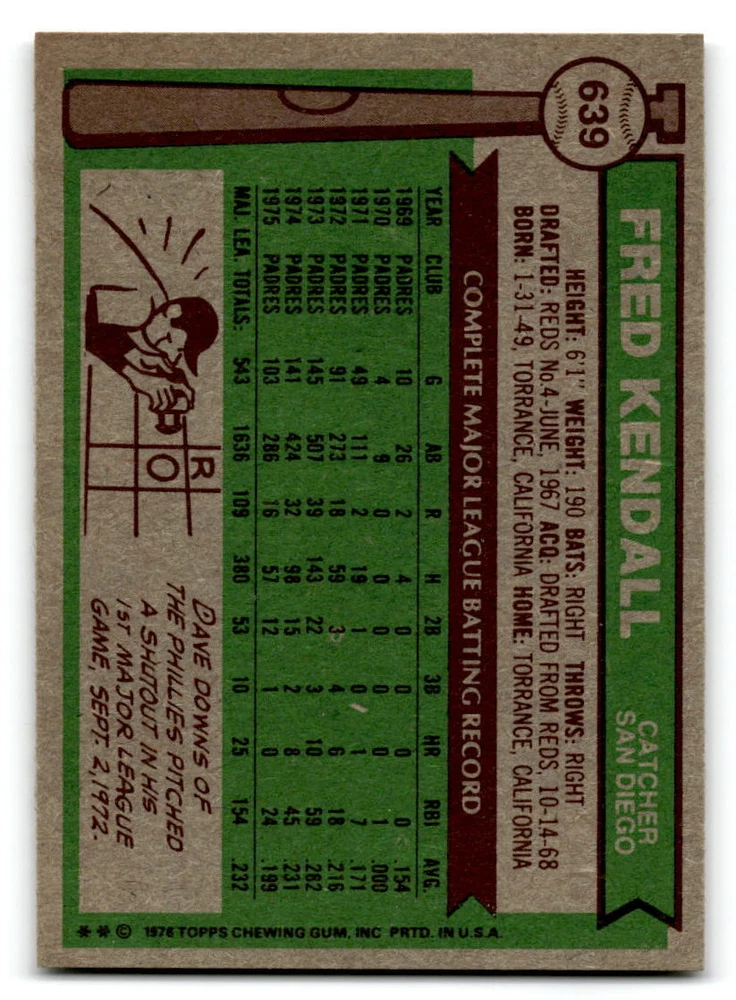 639
FRED KENDALL
CATCHER
SAN DIEGO
HEIGHT: 6'1" WEIGHT: 190 BATS: RIGHT THROWS: RIGHT
DRAFTED: REDS No. 4-JUNE, 1967 ACQ: DRAFTED FROM REDS, 10-14-68
BORN: 1-31-49, TORRANCE, CALIFORNIA HOME: TORRANCE, CALIFORNIA
COMPLETE MAJOR LEAGUE BATTING RECORD
YEAR CLUB G AB R H 2B 3B HR RBI AVG.
1969 PADRES 10 26 2 4 0 0 0 0 .154
1970 PADRES 4 9 0 0 0 0 0 1 .000
1971 PADRES 49 111 2 19 1 0 1 7 .171
1972 PADRES 91 273 18 59 3 4 6 18 .216
1973 PADRES 145 507 39 143 22 3 10 59 .282
1974 PADRES 141 424 32 98 15 2 8 45 .231
1975 PADRES 103 286 16 57 12 1 0 24 .199
MAJ. LEA. TOTALS: 543 1636 109 380 53 10 25 154 .232
R
O
DAVE DOWNS OF
THE PHILLIES PITCHED
A SHUTOUT IN HIS
1ST MAJOR LEAGUE
GAME, SEPT. 2, 1972.
** © 1976 TOPPS CHEWING GUM, INC PRTD. IN U.S.A.